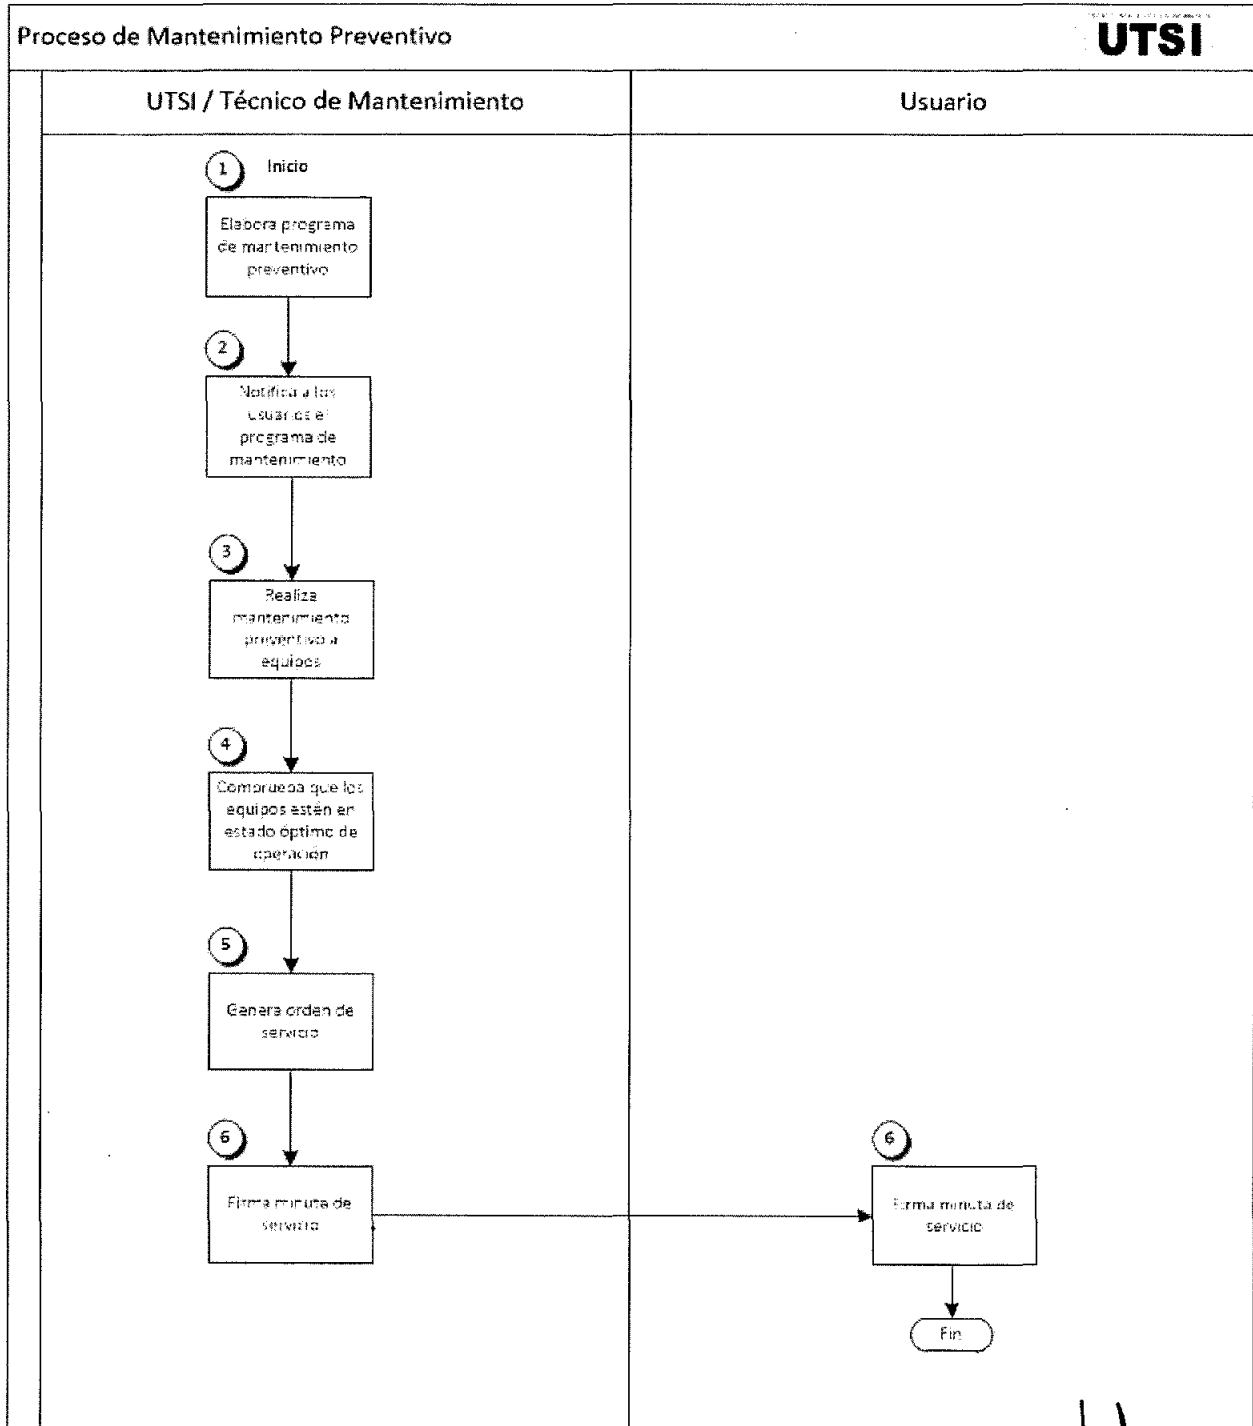 Proceso de Mantenimiento Preventivo
UTSI
UTSI / Técnico de Mantenimiento
Usuario
1
Inicio
Elabora programa
de mantenimiento
preventivo
2
Notifica a los
usuarios el
programa de
mantenimiento
3
Realiza
mantenimiento
preventivo a
equipos
4
Comprueba que los
equipos estén en
estado óptimo de
operación
5
Genera orden de
servicio
6
Firma minuta de
servicio
6
Firma minuta de
servicio
Fin